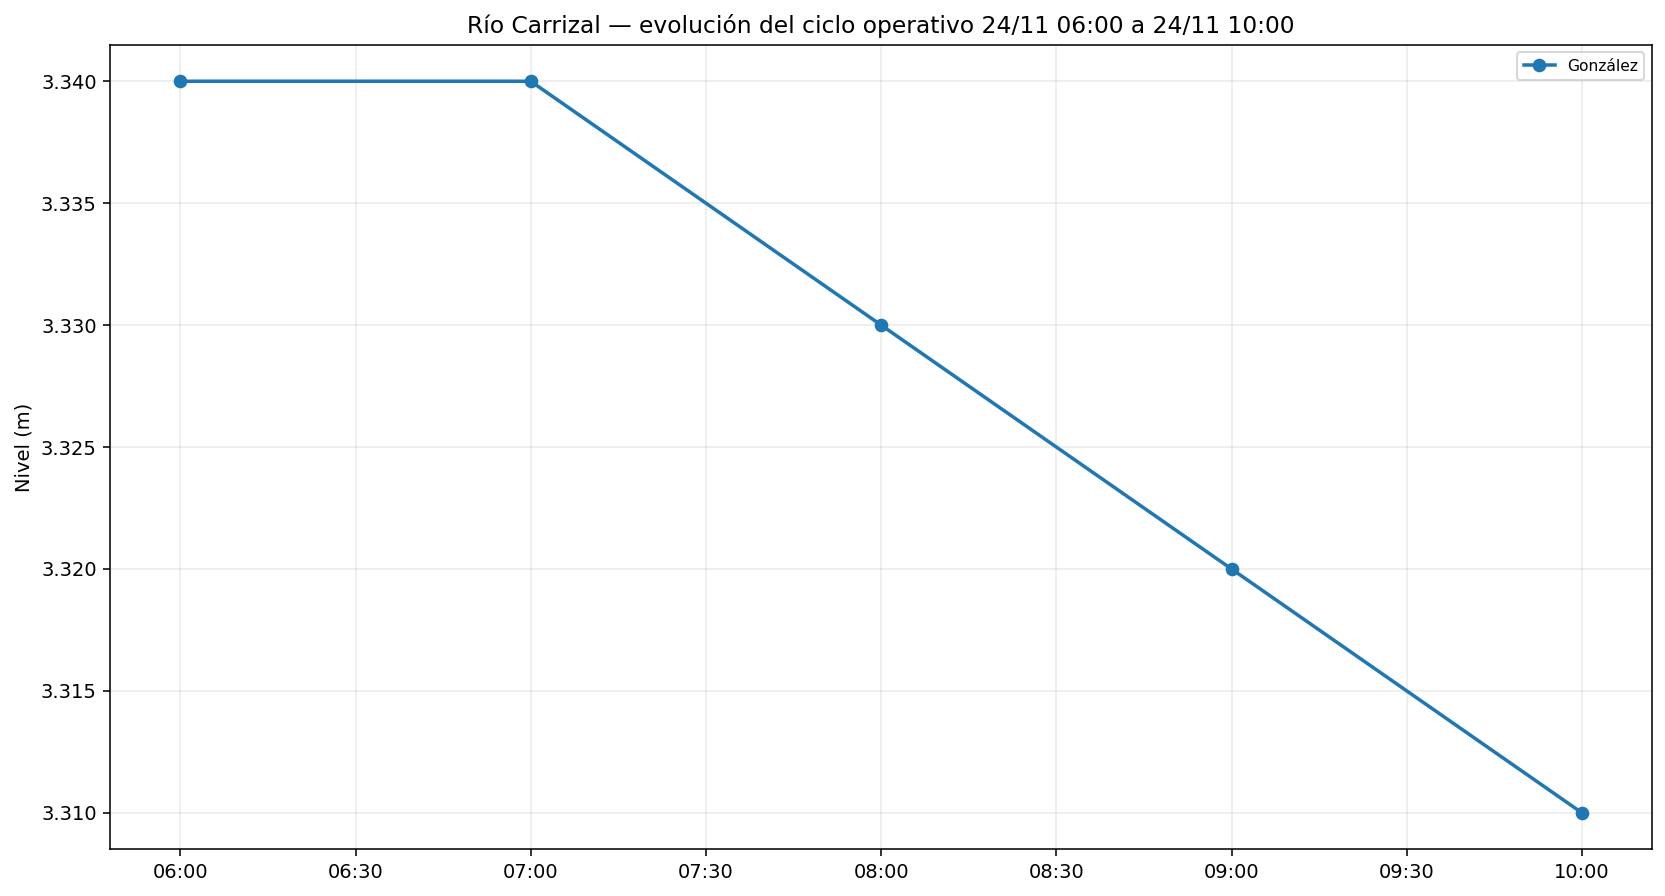 Río Carrizal — evolución del ciclo operativo 24/11 06:00 a 24/11 10:00
González
Nivel (m)
3.340
3.335
3.330
3.325
3.320
3.315
3.310
06:00 06:30 07:00 07:30 08:00 08:30 09:00 09:30 10:00